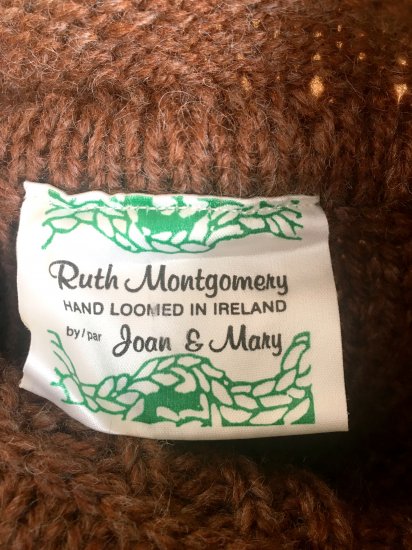 Ruth Montgomery
HAND LOOMED IN IRELAND
by/par Joan & Mary